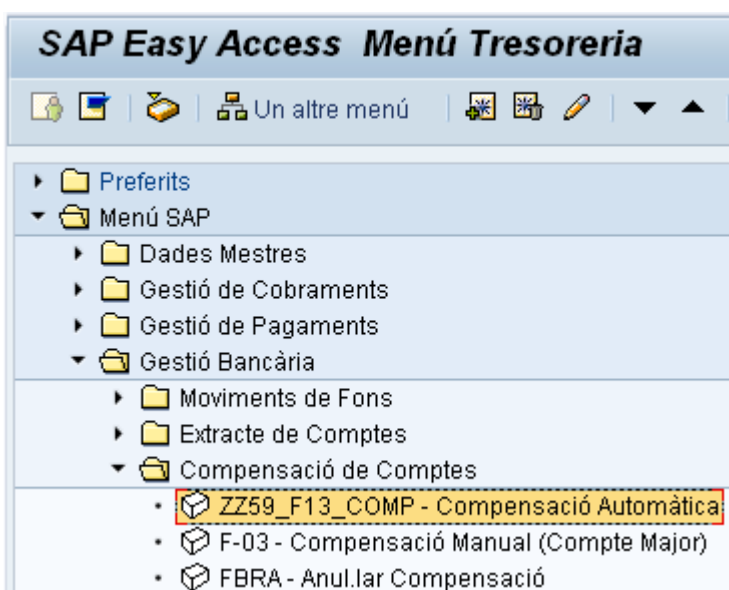 SAP Easy Access Menú Tresoreria
Un altre menú
Preferits
Menú SAP
Dades Mestres
Gestió de Cobraments
Gestió de Pagaments
Gestió Bancària
Moviments de Fons
Extracte de Comptes
Compensació de Comptes
ZZ59_F13_COMP - Compensació Automàtica
F-03 - Compensació Manual (Compte Major)
FBRA - Anul.lar Compensació